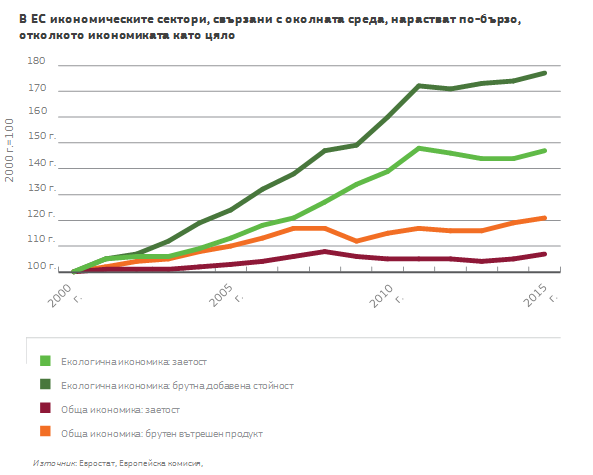 В ЕС икономическите сектори, свързани с околната среда, нарастват по-бързо,
отколкото икономиката като цяло
2000 г.=100
180
170
160
150 г.
140 г.
130 г.
120 г.
110 г.
100 г.
2000 г.
2005 г.
2010 г.
2015 г.
Екологична икономика: заетост
Екологична икономика: брутна добавена стойност
Обща икономика: заетост
Обща икономика: брутен вътрешен продукт
Източник: Евростат, Европейска комисия,